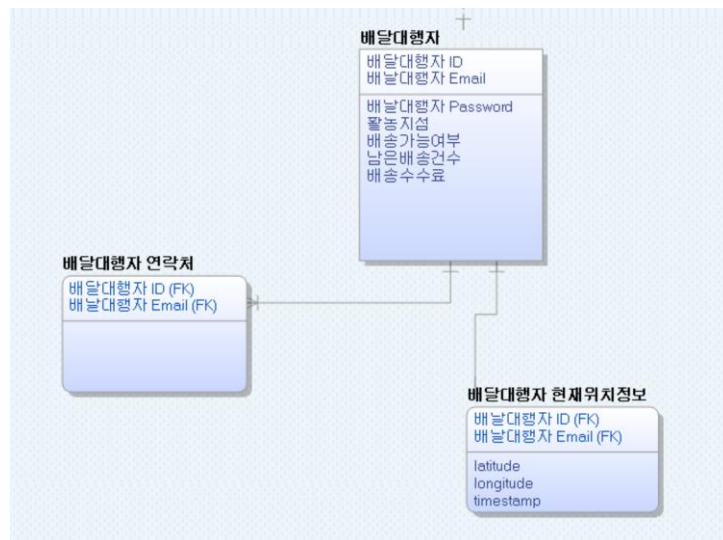 배달대행자
배달대행자 ID
배달대행자 Email
배달대행자 Password
활동지점
배송가능여부
남은배송건수
배송수수료
배달대행자 연락처
배달대행자 ID (FK)
배달대행자 Email (FK)
배달대행자 현재위치정보
배달대행자 ID (FK)
배달대행자 Email (FK)
latitude
longitude
timestamp